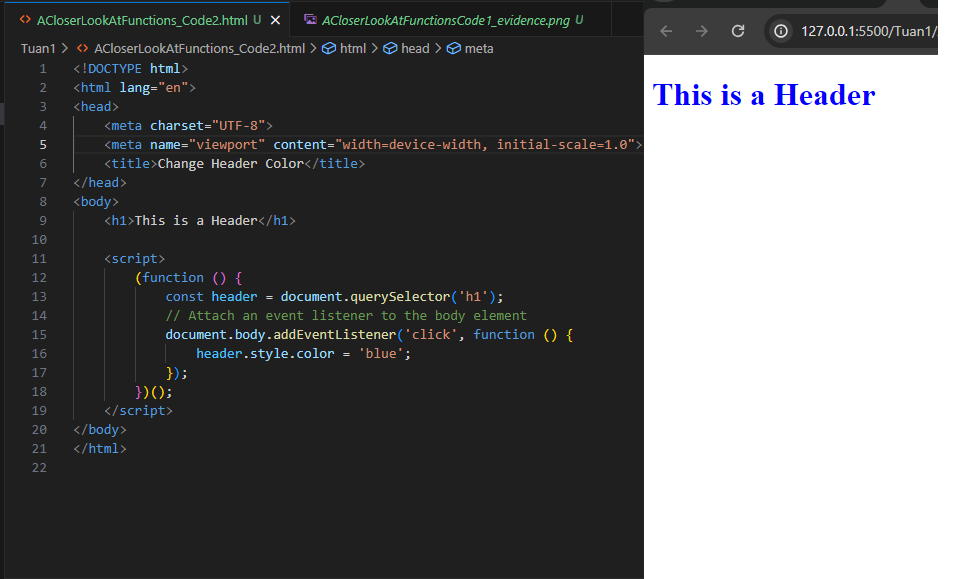 ACloserLookAtFunctions_Code2.html U
ACloserLookAtFunctionsCode1_evidence.png U
Tuan1 > ACloserLookAtFunctions_Code2.html > html > head > meta
1 <!DOCTYPE html>
2 <html lang="en">
3 <head>
4 <meta charset="UTF-8">
5 <meta name="viewport" content="width=device-width, initial-scale=1.0">
6 <title>Change Header Color</title>
7 </head>
8 <body>
9 <h1>This is a Header</h1>
10
11 <script>
12 (function () {
13 const header = document.querySelector('h1');
14 // Attach an event listener to the body element
15 document.body.addEventListener('click', function () {
16 header.style.color = 'blue';
17 });
18 })();
19 </script>
20 </body>
21 </html>
22
127.0.0.1:5500/Tuan1/
This is a Header